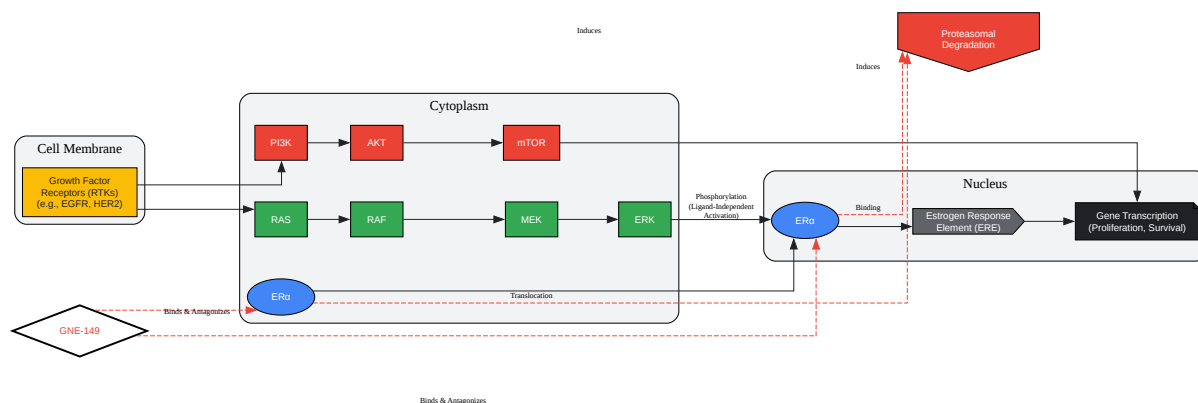 Induces
Proteasomal
Degradation
Induces
Cytoplasm
Cell Membrane
PI3K
AKT
mTOR
Growth Factor
Receptors (RTKs)
(e.g., EGFR, HER2)
RAS
RAF
MEK
ERK
Phosphorylation
(Ligand-Independent
Activation)
Nucleus
ERα
Binding
Estrogen Response
Element (ERE)
Gene Transcription
(Proliferation, Survival)
ERα
Translocation
Binds & Antagonizes
GNE-149
Binds & Antagonizes